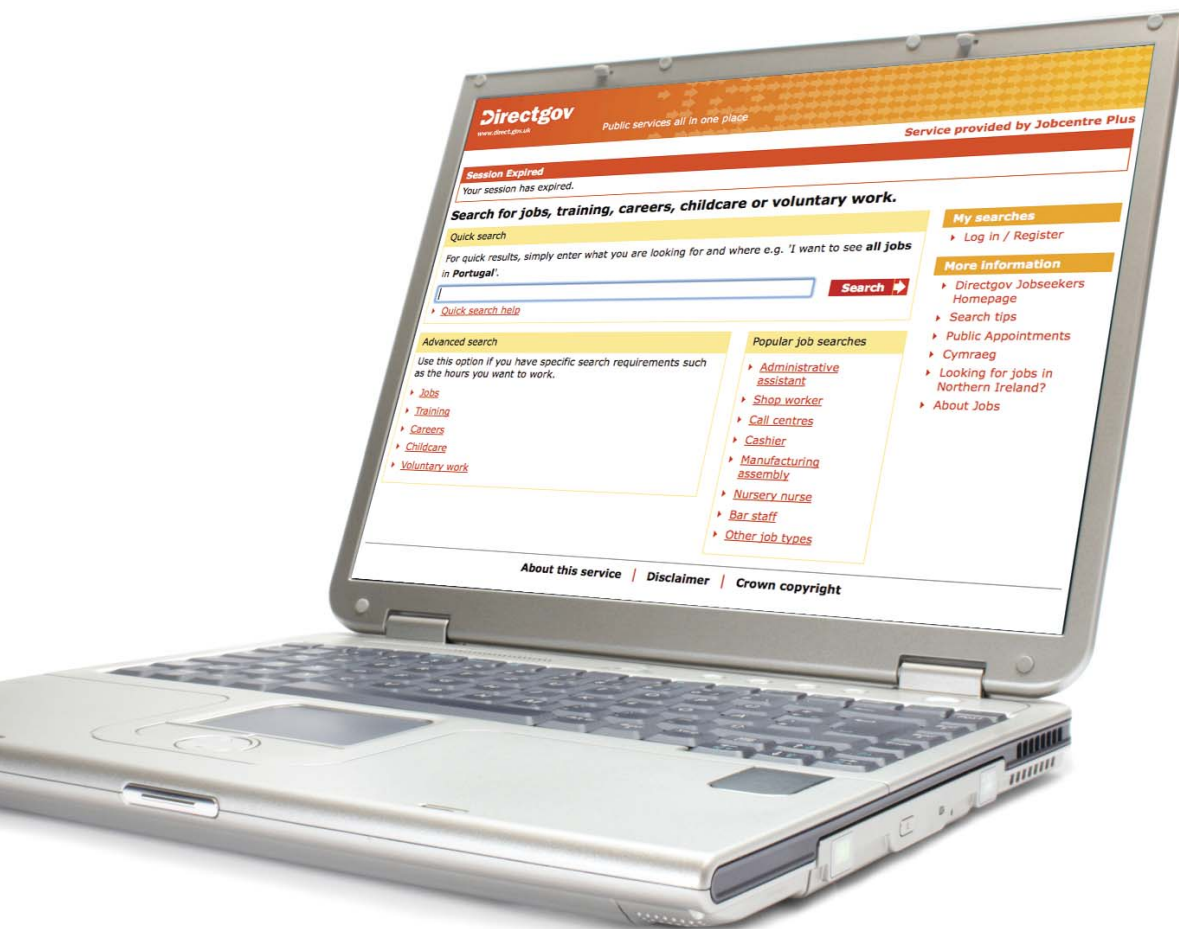 Directgov
www.direct.gov.uk
Public services all in one place
Service provided by Jobcentre Plus
Session Expired
Your session has expired.
Search for jobs, training, careers, childcare or voluntary work.
Quick search
For quick results, simply enter what you are looking for and where e.g. 'I want to see all jobs
in Portugal'.
Search
Quick search help
Advanced search
Use this option if you have specific search requirements such
as the hours you want to work.
Jobs
Training
Careers
Childcare
Voluntary work
Popular job searches
Administrative
assistant
Shop worker
Call centres
Cashier
Manufacturing
assembly
Nursery nurse
Bar staff
Other job types
My searches
Log in / Register
More information
Directgov Jobseekers
Homepage
Search tips
Public Appointments
Cymraeg
Looking for jobs in
Northern Ireland?
About Jobs
About this service | Disclaimer | Crown copyright